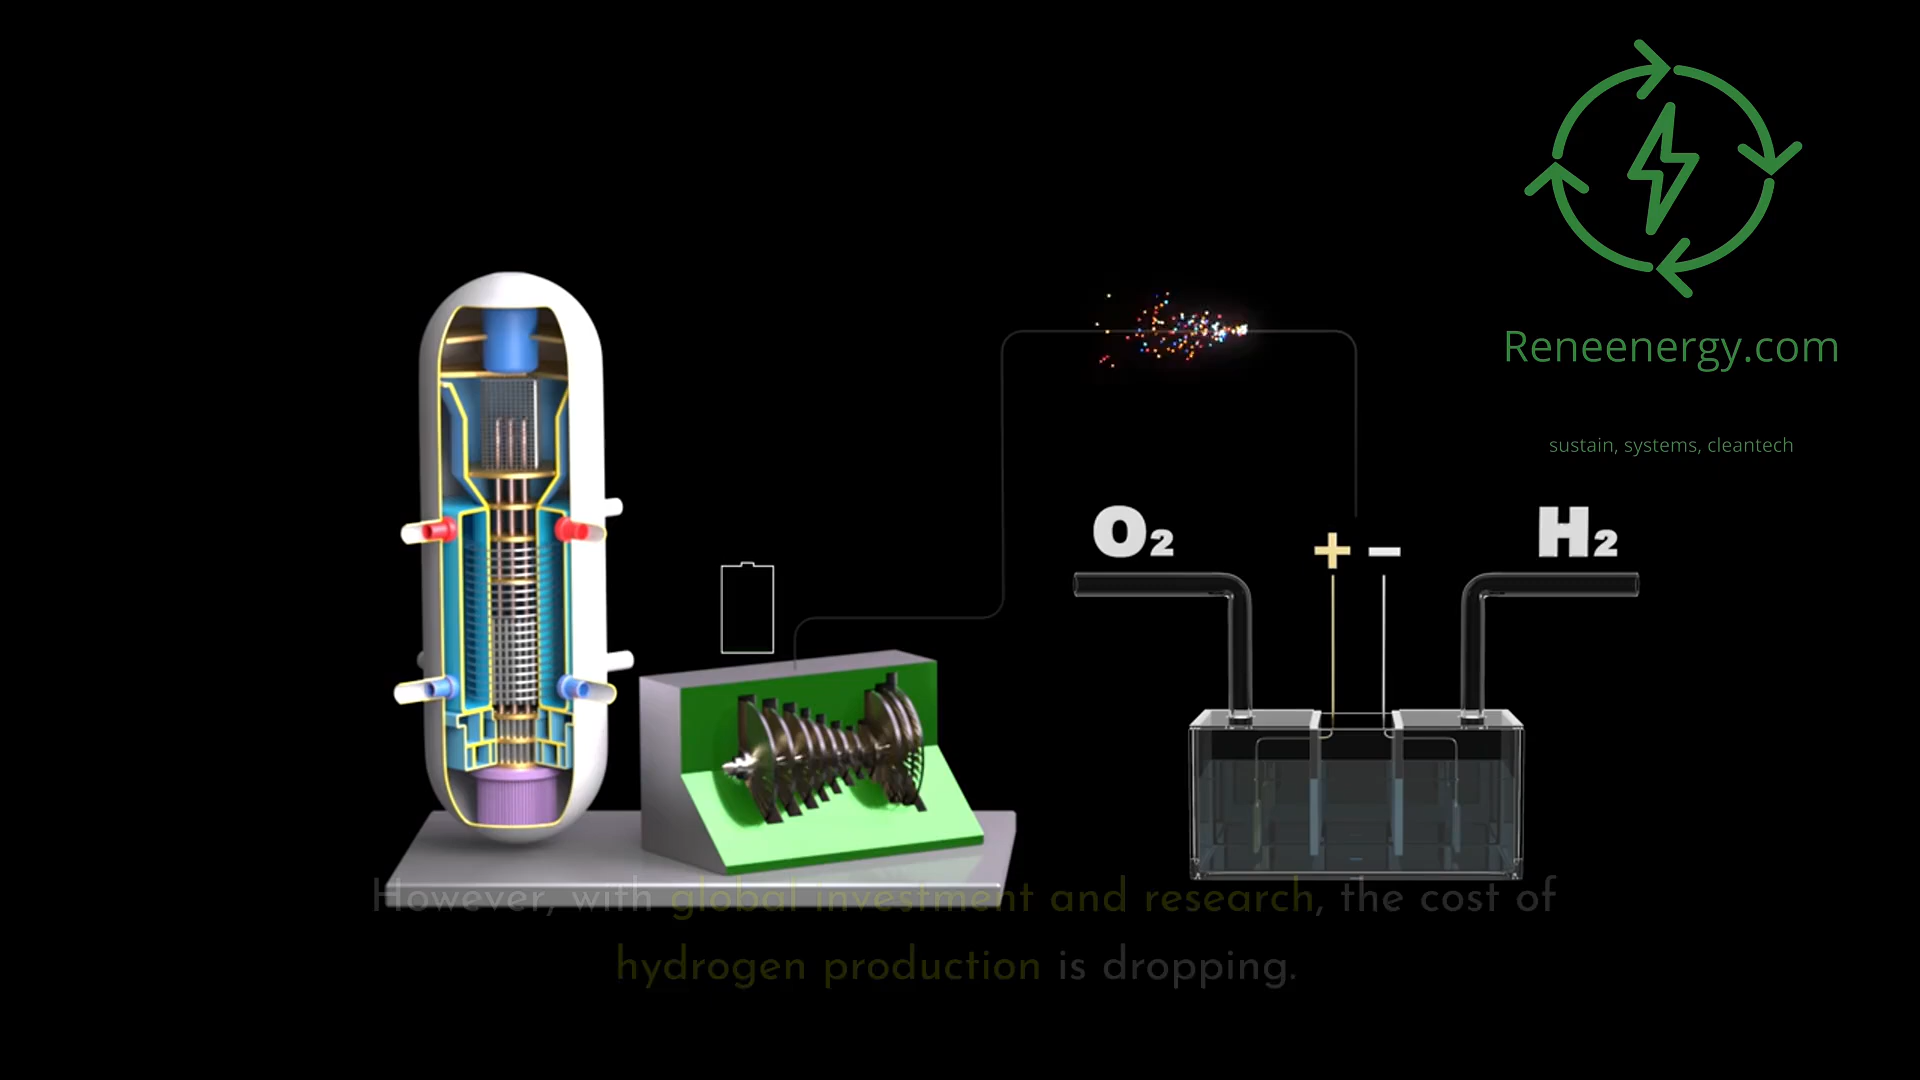 Reneenergy.com
sustain, systems, cleantech
O₂
+ −
H₂
However, with global investment and research, the cost of
hydrogen production is dropping.